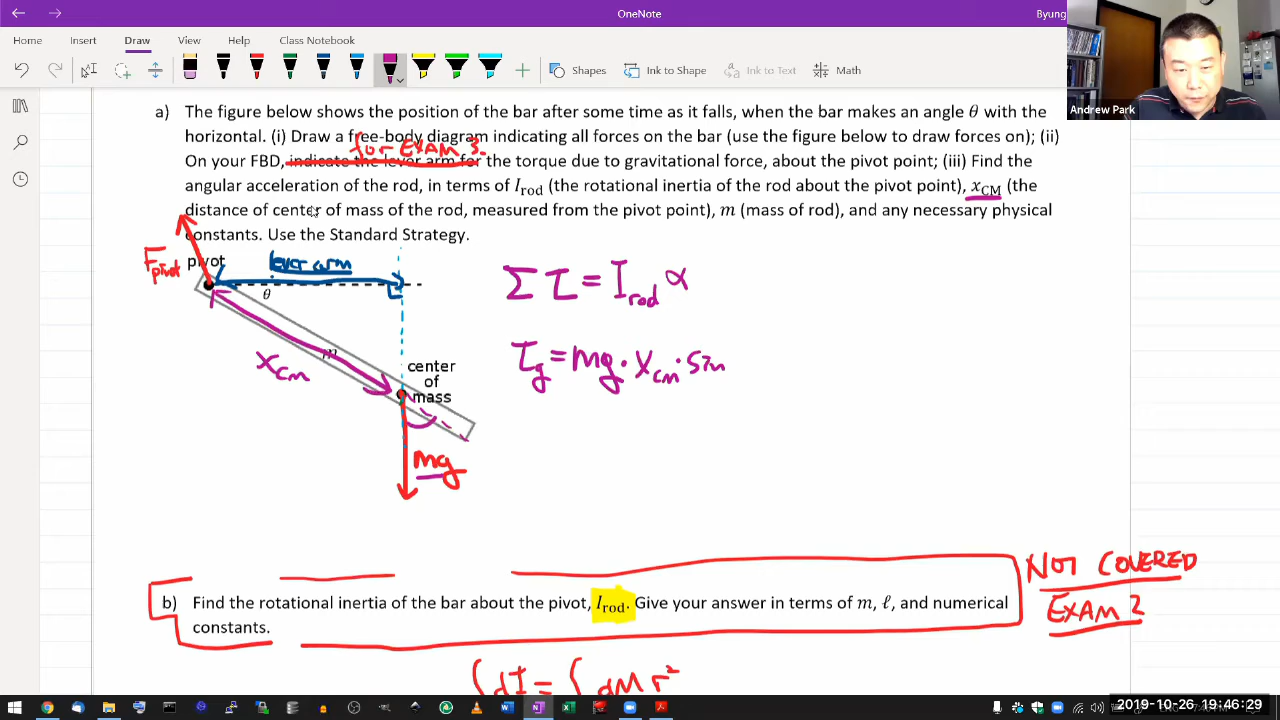 OneNote
Byung
Home
Insert
Draw
View
Help
Class Notebook
Shapes
Ink to Shape
Ink to Text
Math
Andrew Park
a) The figure below shows the position of the bar after some time as it falls, when the bar makes an angle θ with the
horizontal. (i) Draw a free-body diagram indicating all forces on the bar (use the figure below to draw forces on); (ii)
for EXAM 3.
On your FBD, indicate the lever arm for the torque due to gravitational force, about the pivot point; (iii) Find the
angular acceleration of the rod, in terms of I_rod (the rotational inertia of the rod about the pivot point), x_CM (the
distance of center of mass of the rod, measured from the pivot point), m (mass of rod), and any necessary physical
constants. Use the Standard Strategy.
F_pivot
pivot
lever arm
θ
Σ τ = I_rod α
m
x_cm
τ_g = mg · x_cm · sin
center
of
mass
mg
NOT COVERED
EXAM 2
b) Find the rotational inertia of the bar about the pivot, I_rod. Give your answer in terms of m, ℓ, and numerical
constants.
∫ dI = ∫ dM r²
2019-10-26 19:46:29